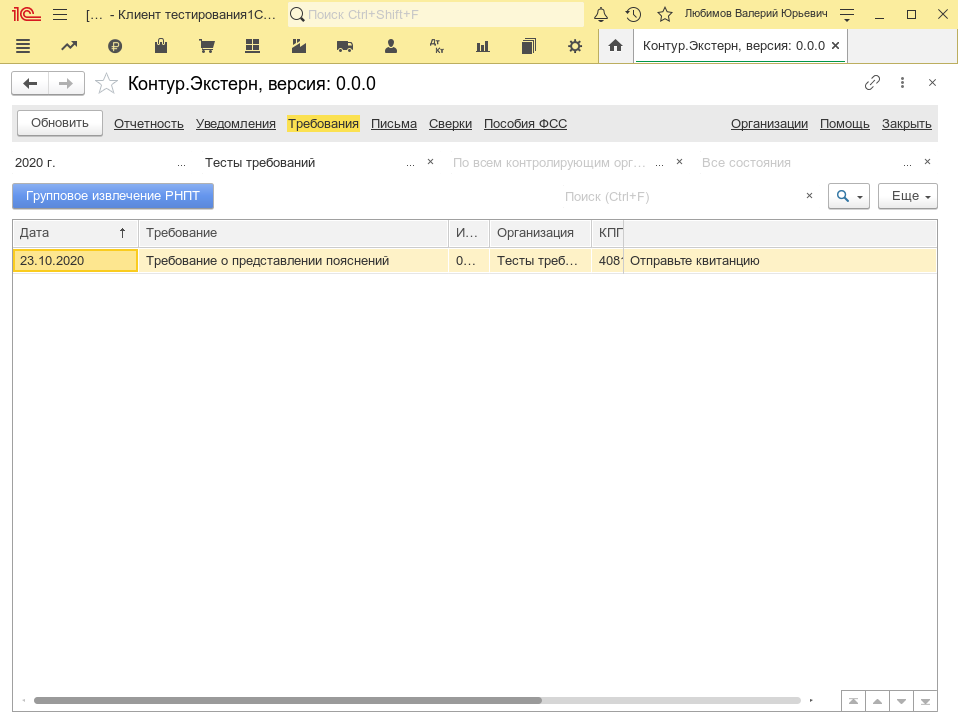 1С [... - Клиент тестирования1С... Поиск Ctrl+Shift+F Любимов Валерий Юрьевич
Дт Кт Контур.Экстерн, версия: 0.0.0 ×
Контур.Экстерн, версия: 0.0.0
Обновить Отчетность Уведомления Требования Письма Сверки Пособия ФСС Организации Помощь Закрыть
2020 г. ... Тесты требований ... × По всем контролирующим орг... ... × Все состояния ... ×
Групповое извлечение РНПТ Поиск (Ctrl+F) × Еще
Дата ↑ Требование И... Организация КПП
23.10.2020 Требование о представлении пояснений 0... Тесты треб... 4081 Отправьте квитанцию